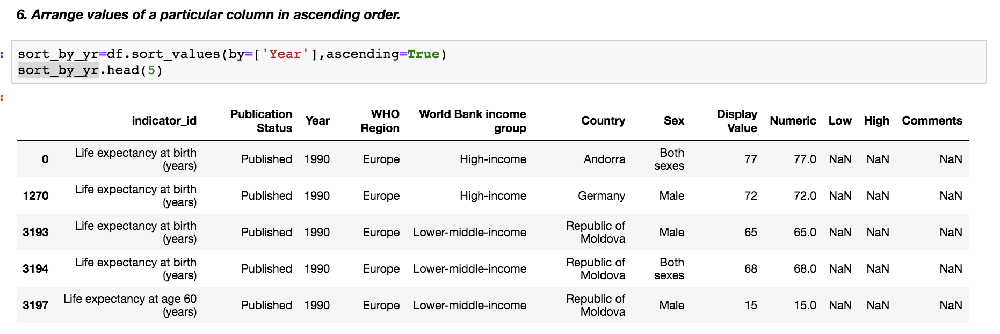 6. Arrange values of a particular column in ascending order.
:
sort_by_yr=df.sort_values(by=['Year'],ascending=True)
sort_by_yr.head(5)
:
indicator_id Publication Status Year WHO Region World Bank income group Country Sex Display Value Numeric Low High Comments
0 Life expectancy at birth (years) Published 1990 Europe High-income Andorra Both sexes 77 77.0 NaN NaN NaN
1270 Life expectancy at birth (years) Published 1990 Europe High-income Germany Male 72 72.0 NaN NaN NaN
3193 Life expectancy at birth (years) Published 1990 Europe Lower-middle-income Republic of Moldova Male 65 65.0 NaN NaN NaN
3194 Life expectancy at birth (years) Published 1990 Europe Lower-middle-income Republic of Moldova Both sexes 68 68.0 NaN NaN NaN
3197 Life expectancy at age 60 (years) Published 1990 Europe Lower-middle-income Republic of Moldova Male 15 15.0 NaN NaN NaN